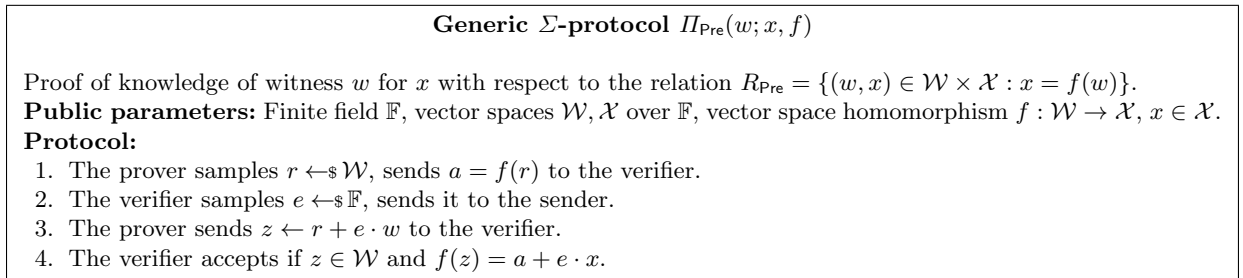 Generic Σ-protocol Π_Pre(w; x, f)
Proof of knowledge of witness w for x with respect to the relation R_Pre = {(w, x) ∈ 𝒲 × 𝒳 : x = f(w)}.
Public parameters: Finite field 𝔽, vector spaces 𝒲, 𝒳 over 𝔽, vector space homomorphism f : 𝒲 → 𝒳, x ∈ 𝒳.
Protocol:
1. The prover samples r ←$ 𝒲, sends a = f(r) to the verifier.
2. The verifier samples e ←$ 𝔽, sends it to the sender.
3. The prover sends z ← r + e · w to the verifier.
4. The verifier accepts if z ∈ 𝒲 and f(z) = a + e · x.